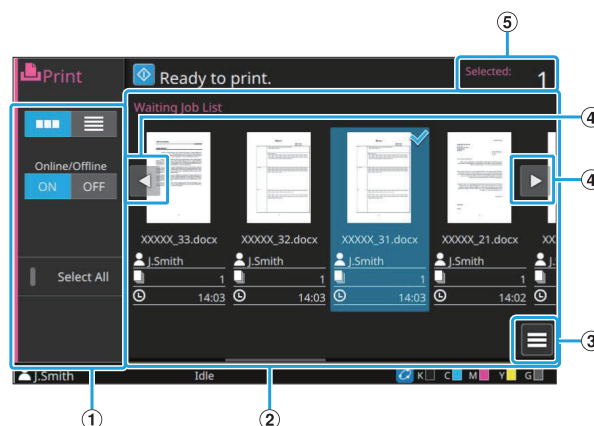 ⑤
Print
Ready to print.
Selected:
1
Waiting Job List
④
Online/Offline
ON OFF
④
XXXXX_33.docx XXXXX_32.docx XXXXX_31.docx XXXXX_21.docx XX
J.Smith J.Smith J.Smith J.Smith
Select All
1 1 1 1
14:03 14:03 14:03 14:02
③
J.Smith
Idle
K C M Y G
① ②